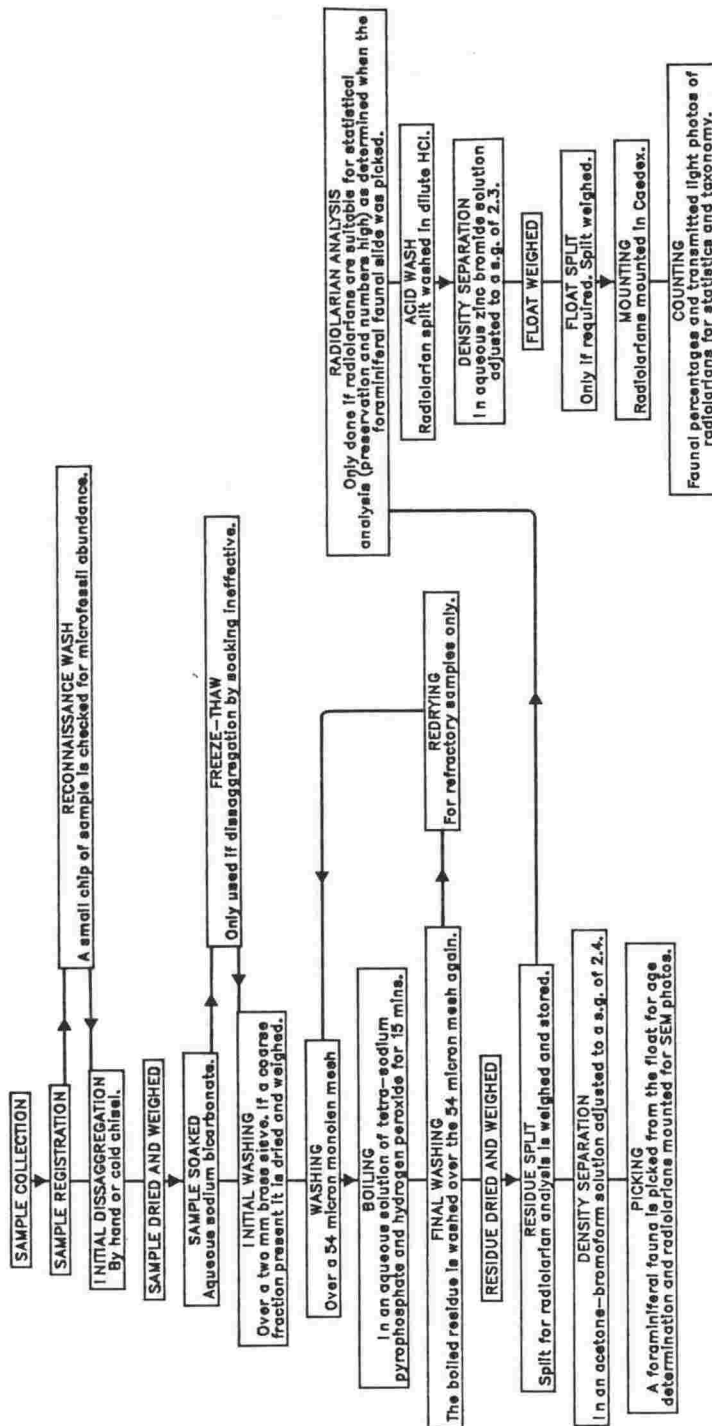 SAMPLE COLLECTION
SAMPLE REGISTRATION
RECONNAISSANCE WASH
A small chip of sample is checked for microfossil abundance.
INITIAL DISSAGGREGATION
By hand or cold chisel.
SAMPLE DRIED AND WEIGHED
SAMPLE SOAKED
Aqueous sodium bicarbonate.
FREEZE-THAW
Only used if dissaggregation by soaking ineffective.
INITIAL WASHING
Over a two mm brass sieve. If a coarse
fraction present it is dried and weighed.
WASHING
Over a 54 micron monolen mesh
BOILING
In an aqueous solution of tetra-sodium
pyrophosphate and hydrogen peroxide for 15 mins.
FINAL WASHING
The boiled residue is washed over the 54 micron mesh again.
REDRYING
For refractory samples only.
RESIDUE DRIED AND WEIGHED
RESIDUE SPLIT
Split for radiolarian analysis is weighed and stored.
DENSITY SEPARATION
In an acetone-bromoform solution adjusted to a s.g. of 2.4.
PICKING
A foraminiferal fauna is picked from the float for age
determination and radiolarians mounted for SEM photos.
RADIOLARIAN ANALYSIS
Only done if radiolarians are suitable for statistical
analysis (preservation and numbers high) as determined when the
foraminiferal faunal slide was picked.
ACID WASH
Radiolarian split washed in dilute HCl.
DENSITY SEPARATION
In aqueous zinc bromide solution
adjusted to a s.g. of 2.3.
FLOAT WEIGHED
FLOAT SPLIT
Only if required. Split weighed.
MOUNTING
Radiolarians mounted in Caedex.
COUNTING
Faunal percentages and transmitted light photos of
radiolarians for statistics and taxonomy.